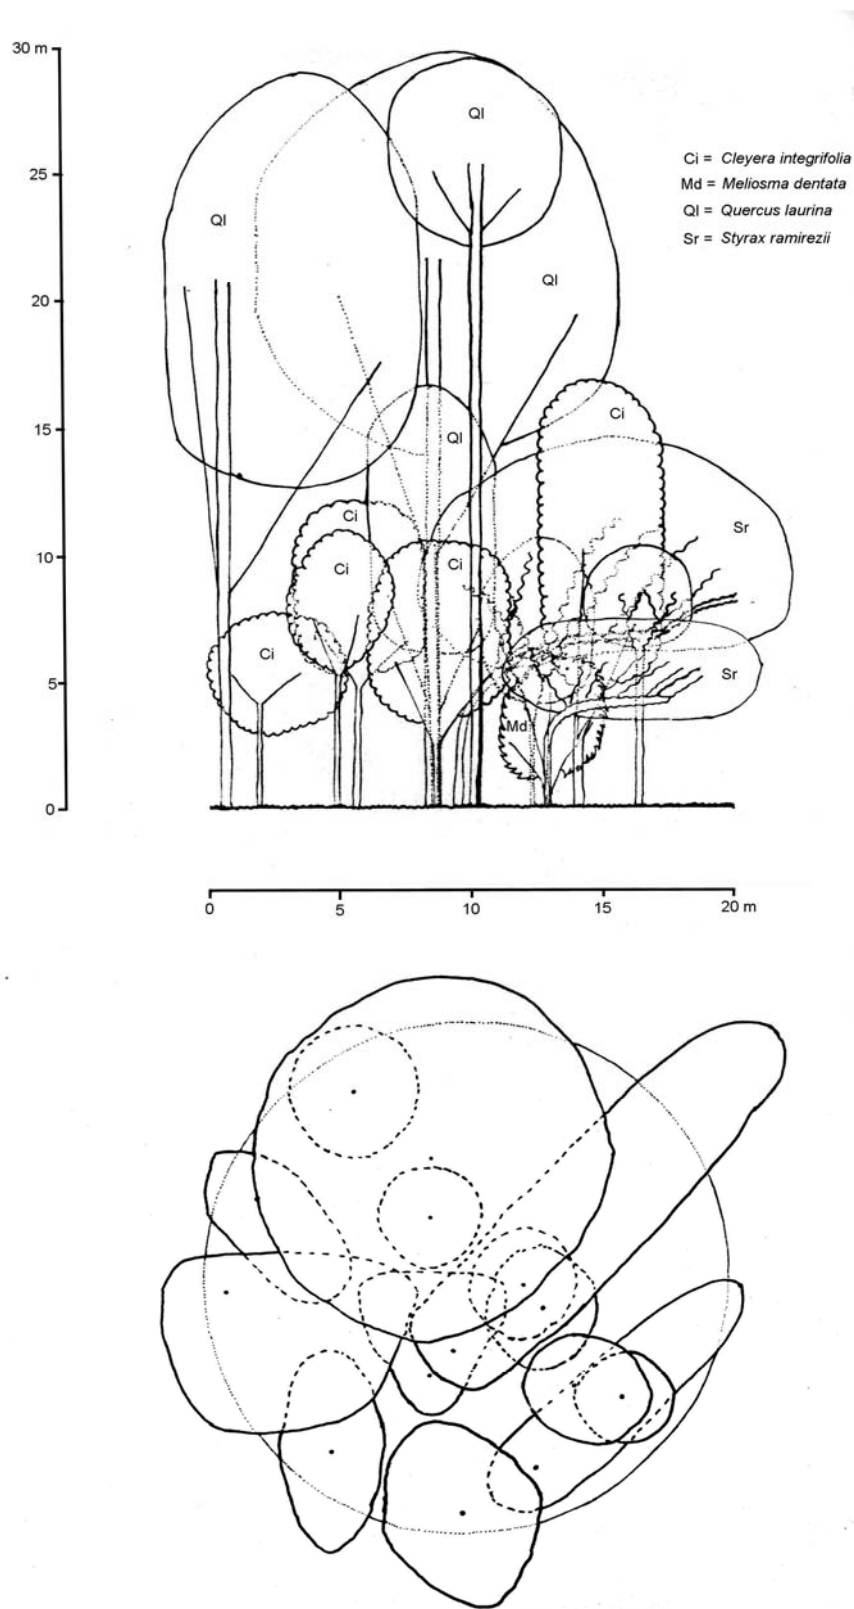 30 m
25
20
15
10
5
0
Ql
Ql
Ql
Ql
Ci
Ci
Ci
Ci
Ci
Sr
Sr
Md
Ci = Cleyera integrifolia
Md = Meliosma dentata
Ql = Quercus laurina
Sr = Styrax ramirezii
0 5 10 15 20 m